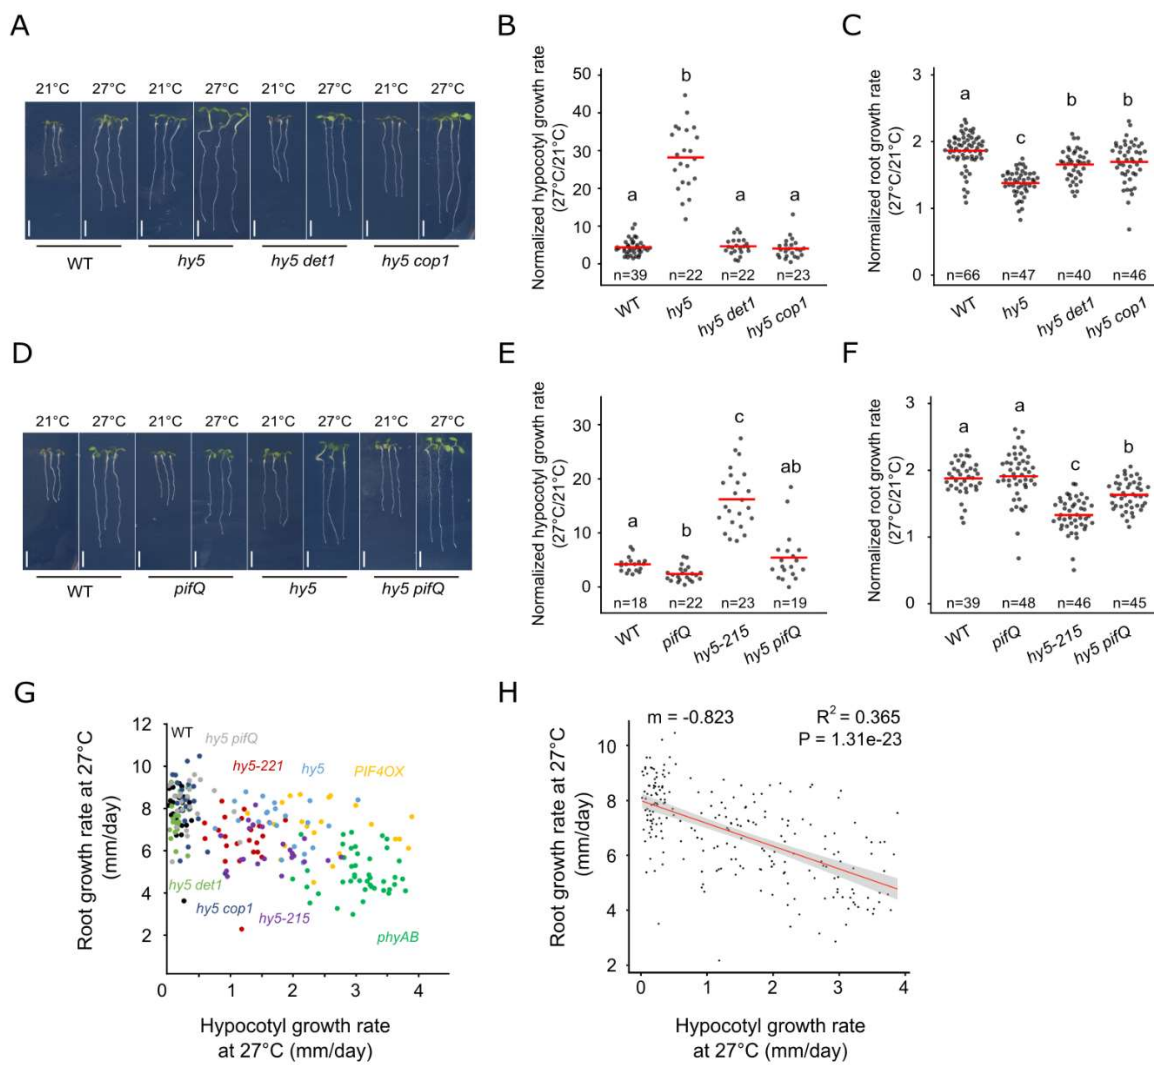 A
21°C 27°C 21°C 27°C 21°C 27°C 21°C 27°C
WT hy5 hy5 det1 hy5 cop1
B
Normalized hypocotyl growth rate
(27°C/21°C)
50
40
30
20
10
0
a
b
a
a
n=39 n=22 n=22 n=23
WT hy5 hy5 det1 hy5 cop1
C
Normalized root growth rate
(27°C/21°C)
3
2
1
0
a
c
b
b
n=66 n=47 n=40 n=46
WT hy5 hy5 det1 hy5 cop1
D
21°C 27°C 21°C 27°C 21°C 27°C 21°C 27°C
WT pifQ hy5 hy5 pifQ
E
Normalized hypocotyl growth rate
(27°C/21°C)
30
20
10
0
a
b
c
ab
n=18 n=22 n=23 n=19
WT pifQ hy5-215 hy5 pifQ
F
Normalized root growth rate
(27°C/21°C)
3
2
1
0
a
a
c
b
n=39 n=48 n=46 n=45
WT pifQ hy5-215 hy5 pifQ
G
Root growth rate at 27°C
(mm/day)
12
10
8
6
4
2
WT
hy5 pifQ
hy5-221
hy5
PIF4OX
hy5 det1
hy5 cop1
hy5-215
phyAB
0 1 2 3 4
Hypocotyl growth rate
at 27°C (mm/day)
H
m = -0.823
R² = 0.365
P = 1.31e-23
Root growth rate at 27°C
(mm/day)
10
8
6
4
2
0 1 2 3 4
Hypocotyl growth rate
at 27°C (mm/day)